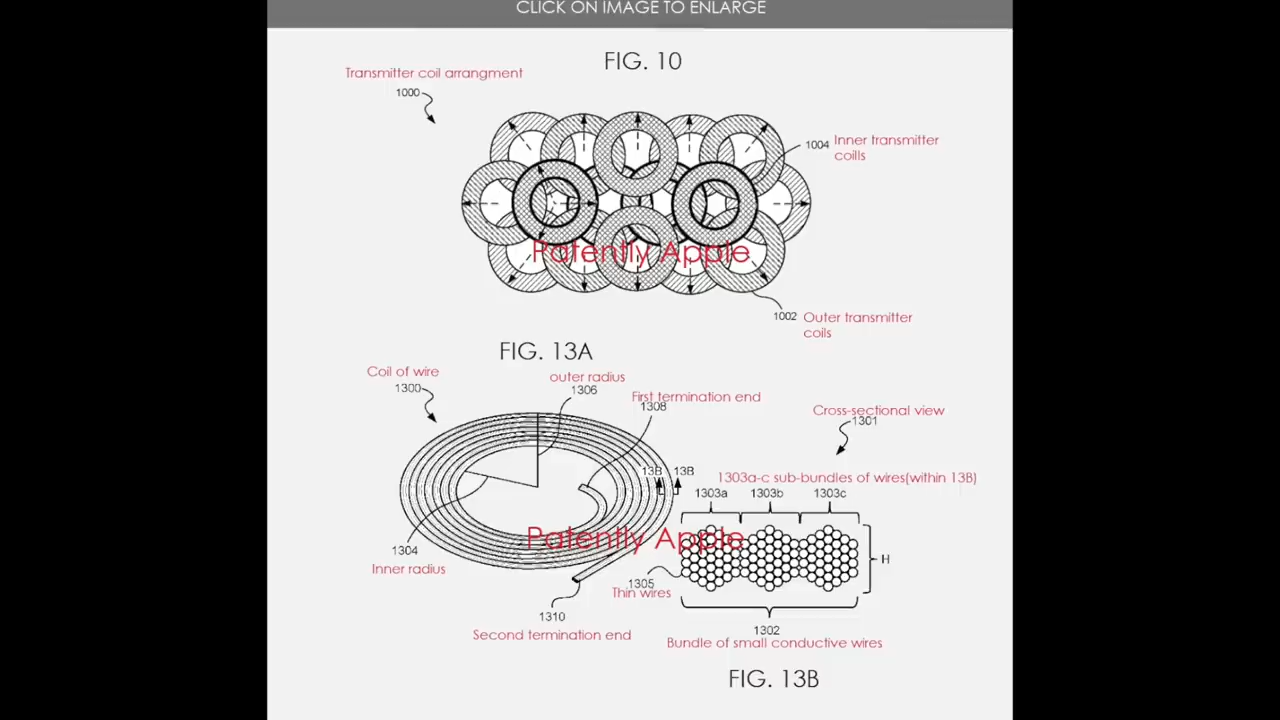 CLICK ON IMAGE TO ENLARGE
FIG. 10
Transmitter coil arrangment
1000
1004 Inner transmitter
coills
Patently Apple
1002 Outer transmitter
coils
FIG. 13A
Coil of wire
1300
outer radius
1306
First termination end
1308
Cross-sectional view
1301
13B 13B
1303a-c sub-bundles of wires(within 13B)
1303a 1303b 1303c
Patently Apple
1304
Inner radius
H
1305
Thin wires
1310
Second termination end
1302
Bundle of small conductive wires
FIG. 13B